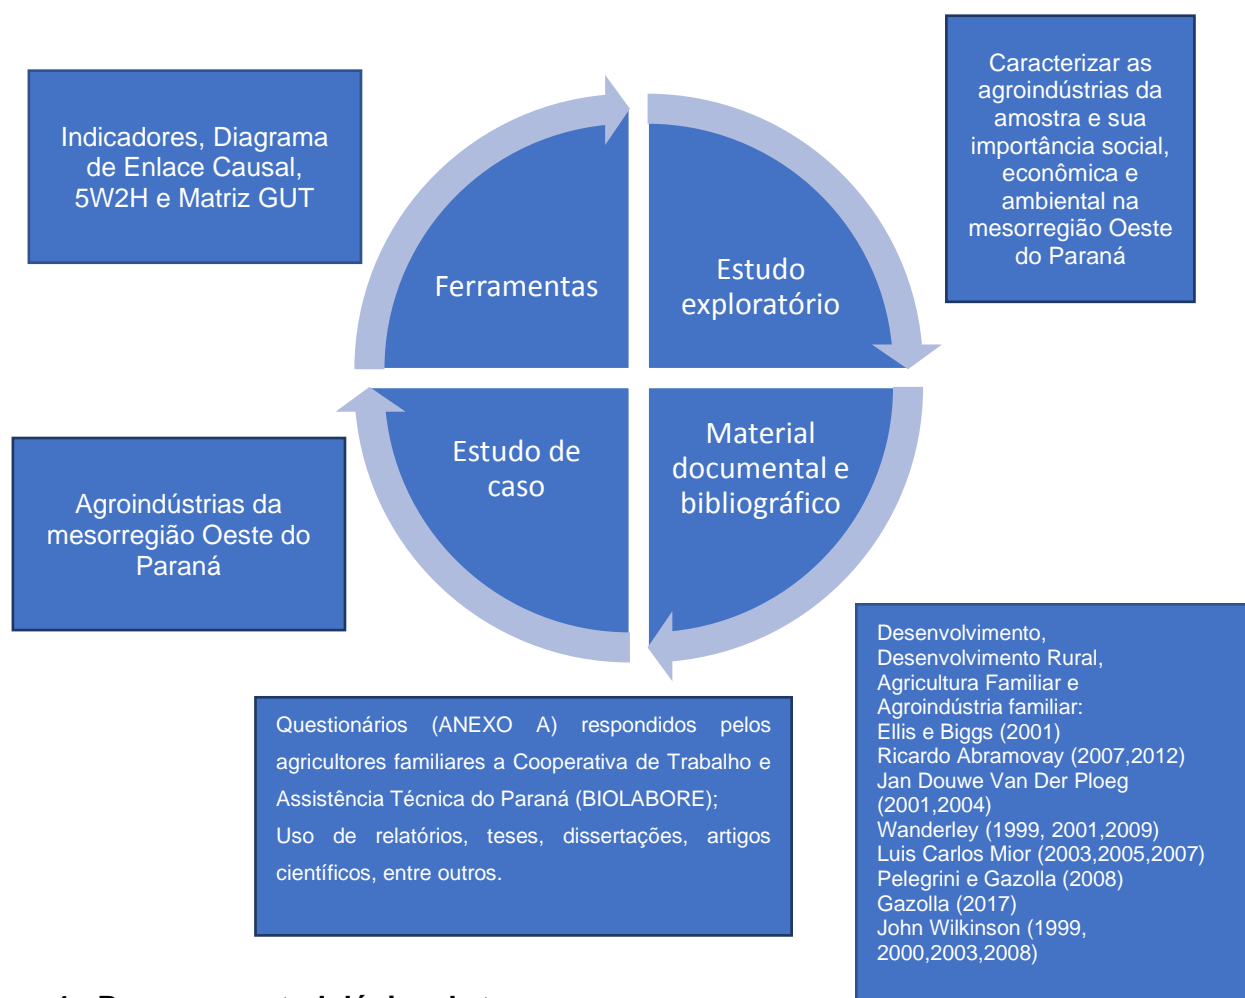 Indicadores, Diagrama
de Enlace Causal,
5W2H e Matriz GUT
Caracterizar as
agroindústrias da
amostra e sua
importância social,
econômica e
ambiental na
mesorregião Oeste
do Paraná
Ferramentas
Estudo
exploratório
Estudo de
caso
Material
documental e
bibliográfico
Agroindústrias da
mesorregião Oeste do
Paraná
Questionários (ANEXO A) respondidos pelos
agricultores familiares a Cooperativa de Trabalho e
Assistência Técnica do Paraná (BIOLABORE);
Uso de relatórios, teses, dissertações, artigos
científicos, entre outros.
Desenvolvimento,
Desenvolvimento Rural,
Agricultura Familiar e
Agroindústria familiar:
Ellis e Biggs (2001)
Ricardo Abramovay (2007,2012)
Jan Douwe Van Der Ploeg
(2001,2004)
Wanderley (1999, 2001,2009)
Luis Carlos Mior (2003,2005,2007)
Pelegrini e Gazolla (2008)
Gazolla (2017)
John Wilkinson (1999,
2000,2003,2008)